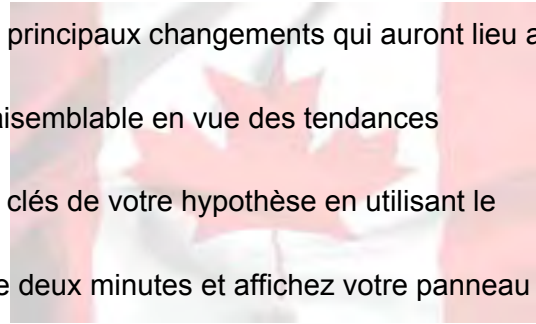 principaux changements qui auront lieu a
isemblable en vue des tendances
clés de votre hypothèse en utilisant le
e deux minutes et affichez votre panneau